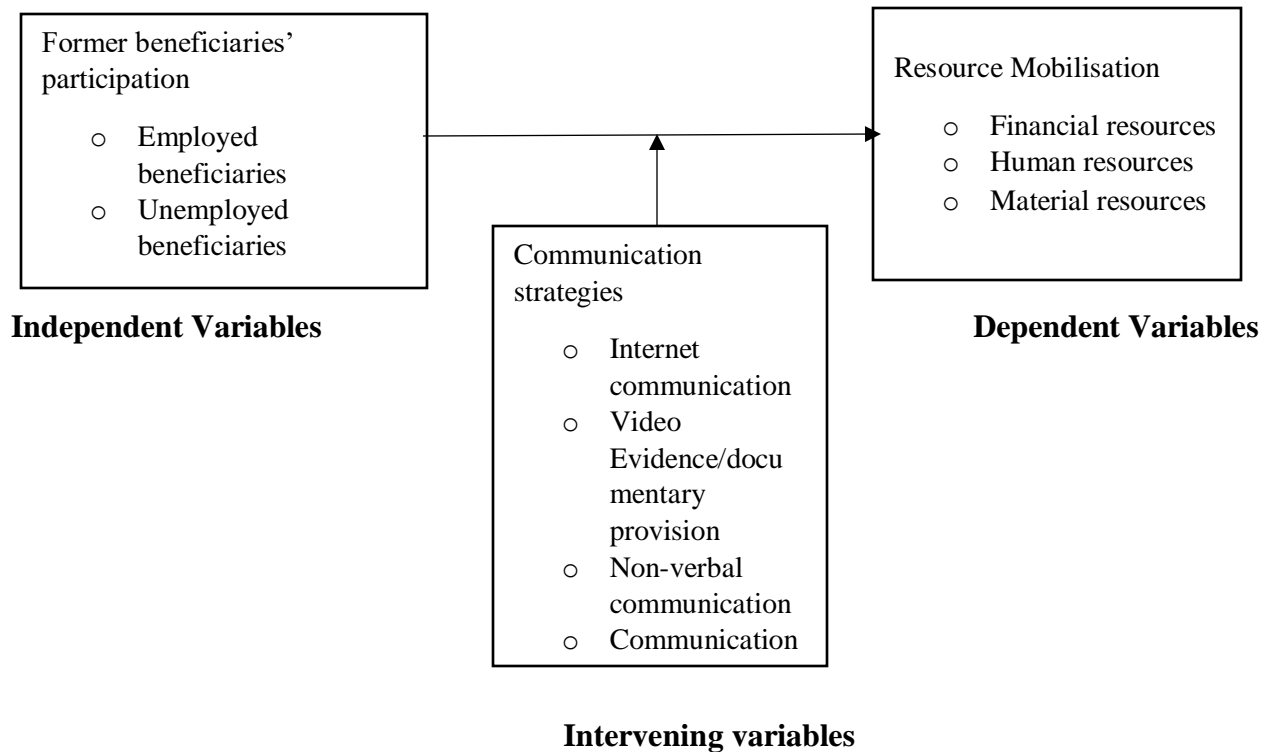 Former beneficiaries’
participation
o Employed
beneficiaries
o Unemployed
beneficiaries
Independent Variables
Communication
strategies
o Internet
communication
o Video
Evidence/docu
mentary
provision
o Non-verbal
communication
o Communication
Intervening variables
Resource Mobilisation
o Financial resources
o Human resources
o Material resources
Dependent Variables